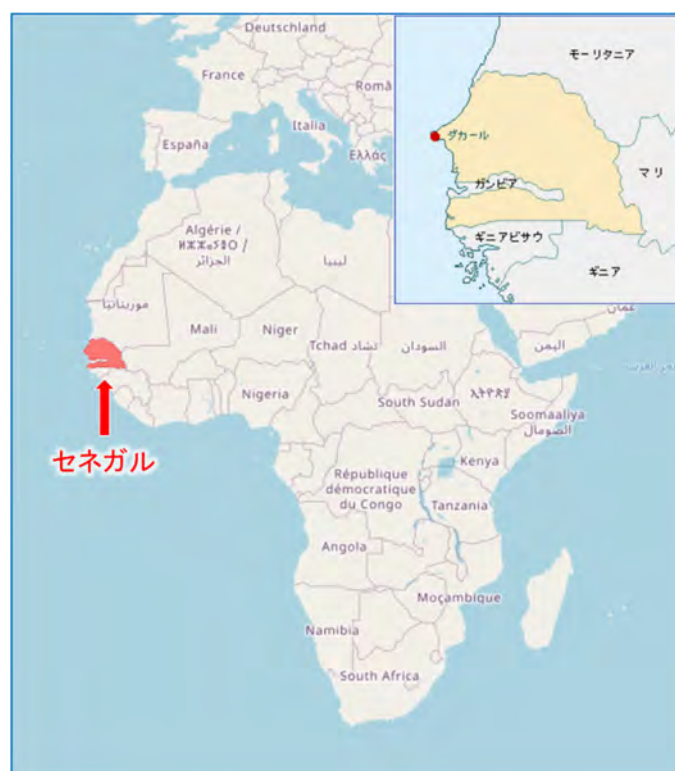 Deutschland
France
Româ
Italia
España
Ελλάς
Algérie /
ⵍⵣⵣⴰⵢⴻⵔ /
الجزائر
ليبيا
موريتانيا
Mali
Niger
Tchad تشاد
السودان
عمان
اليمن
Nigeria
South Sudan
Soomaaliya
الصومال
セネガル
Kenya
République
démocratique
du Congo
Tanzania
Angola
Moçambique
Namibia
South Africa
モーリタニア
ダカール
マリ
ガンビア
ギニアビサウ
ギニア